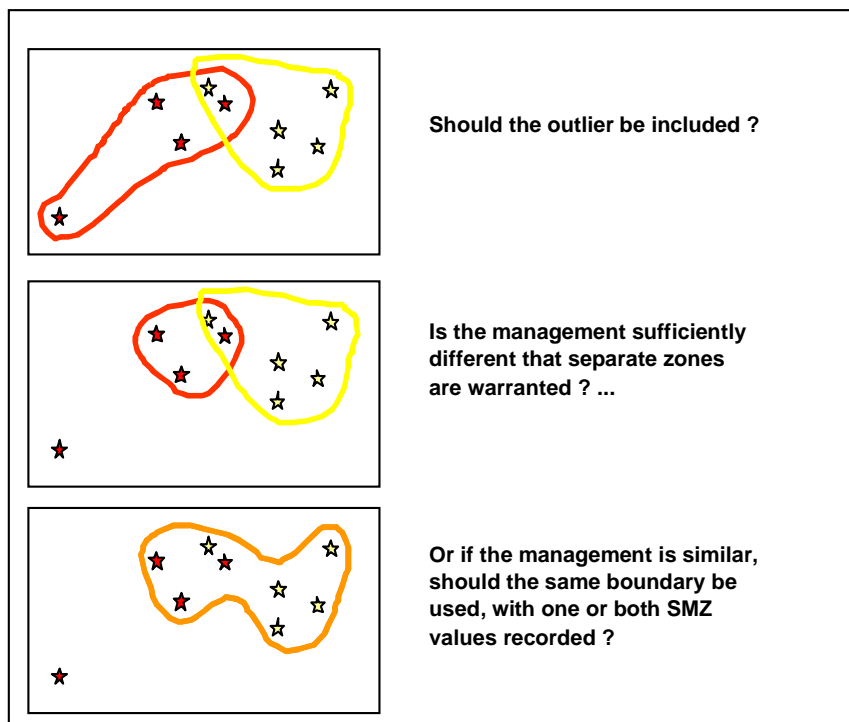 Should the outlier be included ?
Is the management sufficiently
different that separate zones
are warranted ? ...
Or if the management is similar,
should the same boundary be
used, with one or both SMZ
values recorded ?